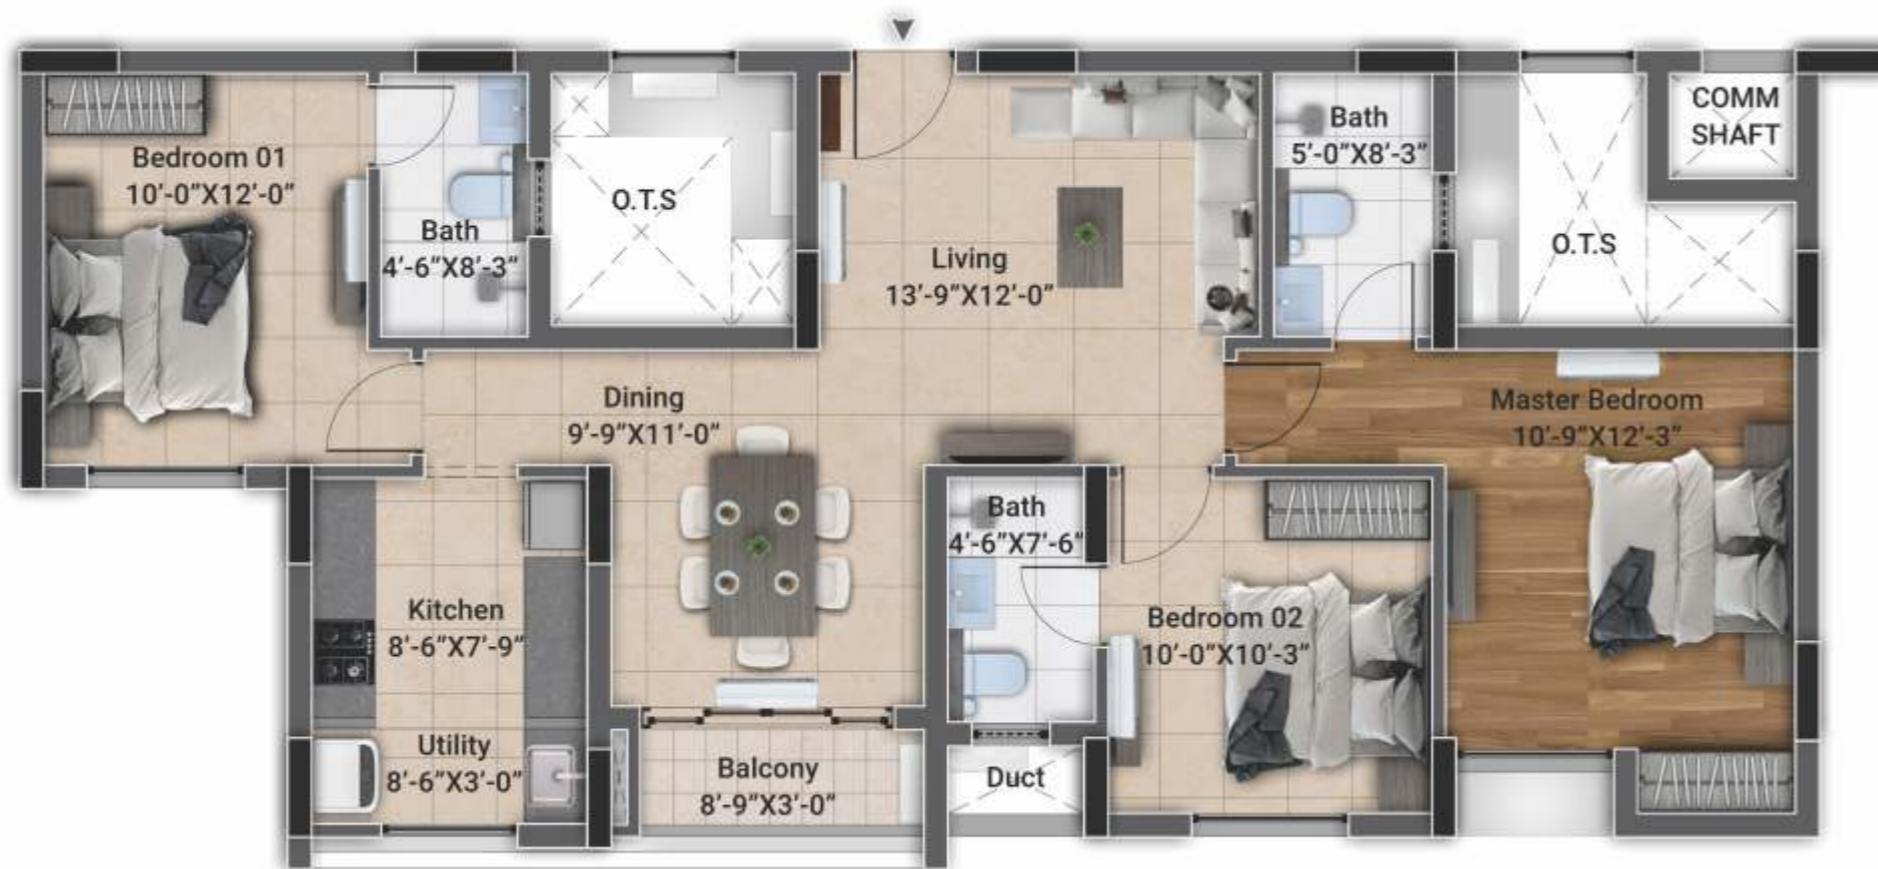 Bedroom 01
10'-0"X12'-0"
Bath
4'-6"X8'-3"
O.T.S
Living
13'-9"X12'-0"
Bath
5'-0"X8'-3"
O.T.S
COMM
SHAFT
Dining
9'-9"X11'-0"
Master Bedroom
10'-9"X12'-3"
Kitchen
8'-6"X7'-9"
Utility
8'-6"X3'-0"
Balcony
8'-9"X3'-0"
Bath
4'-6"X7'-6"
Duct
Bedroom 02
10'-0"X10'-3"